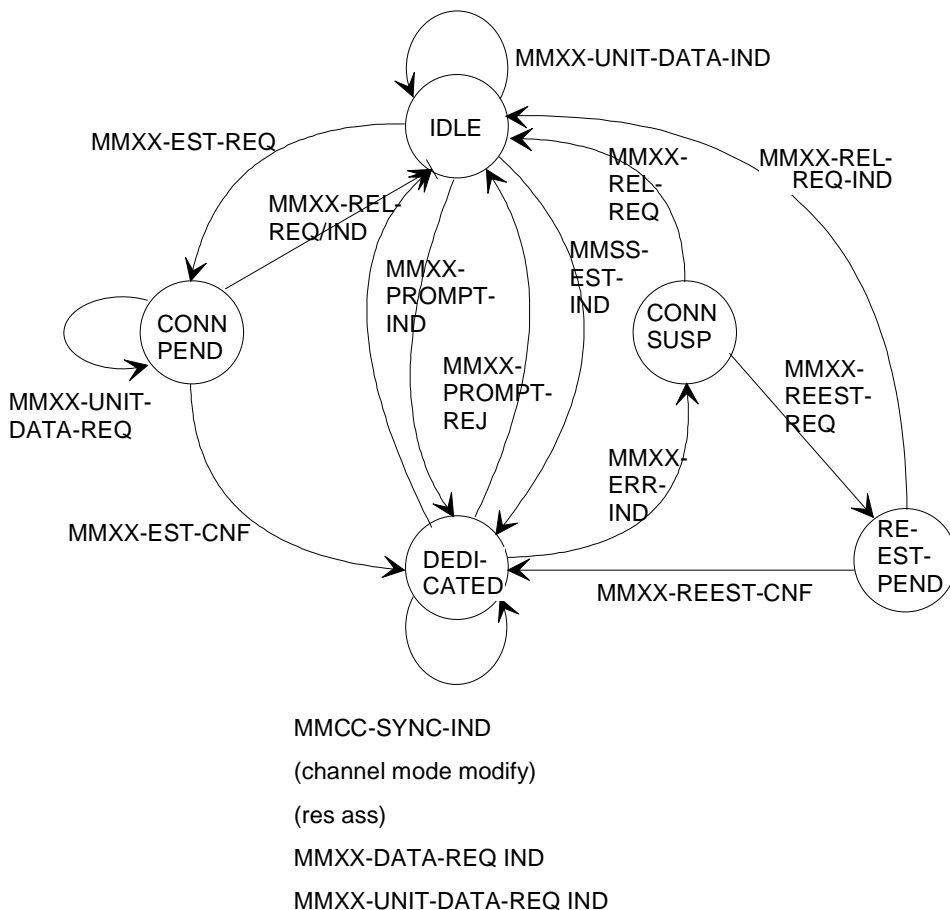 MMXX-UNIT-DATA-IND
IDLE
MMXX-EST-REQ
MMXX-
REL-
REQ
MMXX-REL-
REQ-IND
MMXX-REL-
REQ/IND
MMXX-
PROMPT-
IND
MMSS-
EST-
IND
CONN
PEND
CONN
SUSP
MMXX-
PROMPT-
REJ
MMXX-
REEST-
REQ
MMXX-UNIT-
DATA-REQ
MMXX-
ERR-
IND
MMXX-EST-CNF
DEDI-
CATED
RE-
EST-
PEND
MMXX-REEST-CNF
MMCC-SYNC-IND
(channel mode modify)
(res ass)
MMXX-DATA-REQ IND
MMXX-UNIT-DATA-REQ IND